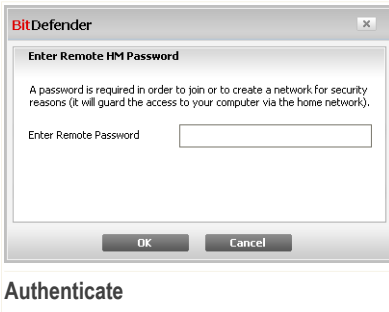 BitDefender
Enter Remote HM Password
A password is required in order to join or to create a network for security
reasons (it will guard the access to your computer via the home network).
Enter Remote Password
OK Cancel
Authenticate